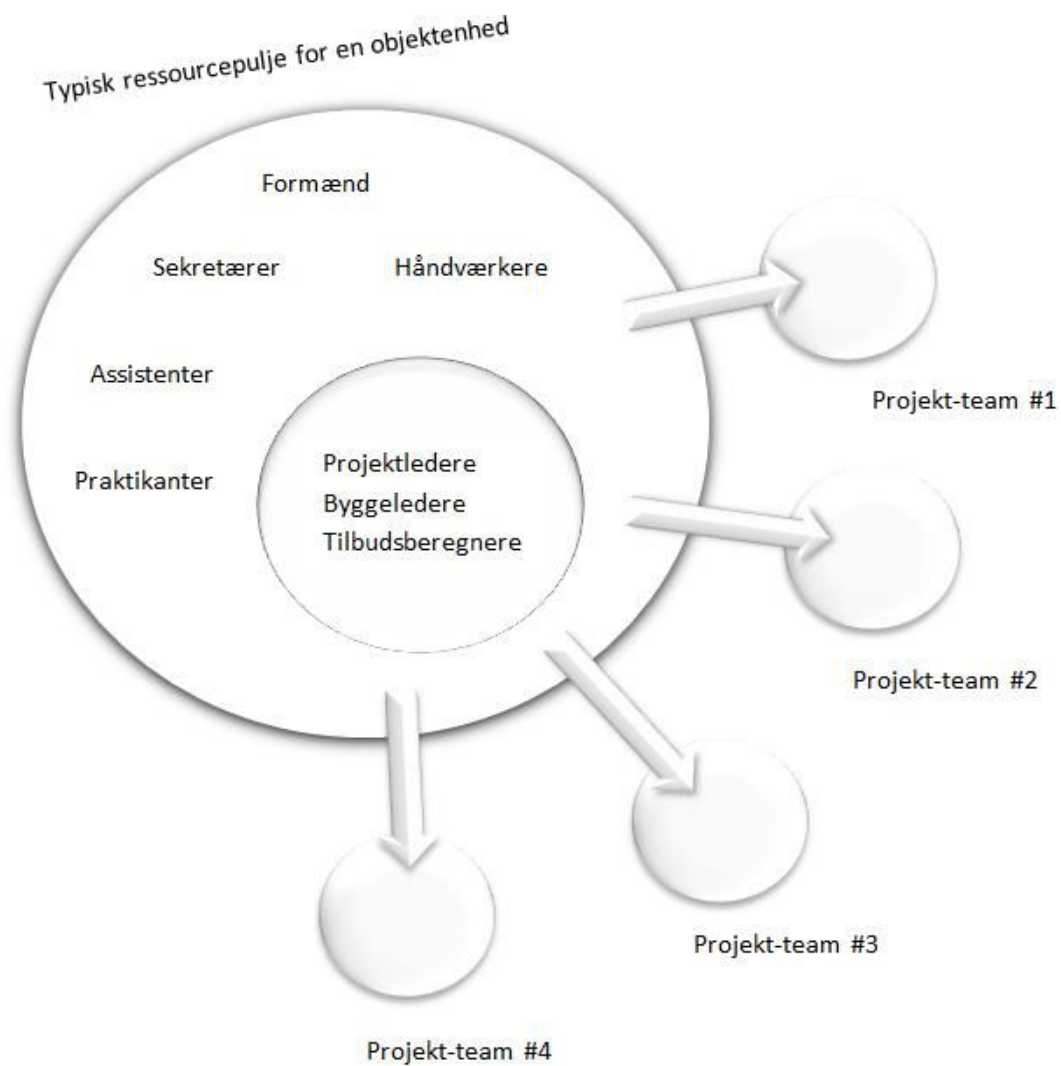 Typisk ressourcepulje for en objektenhed
Formænd
Sekretærer
Håndværkere
Assistenter
Praktikanter
Projektledere
Byggeledere
Tilbudsberegnere
Projekt-team #1
Projekt-team #2
Projekt-team #3
Projekt-team #4